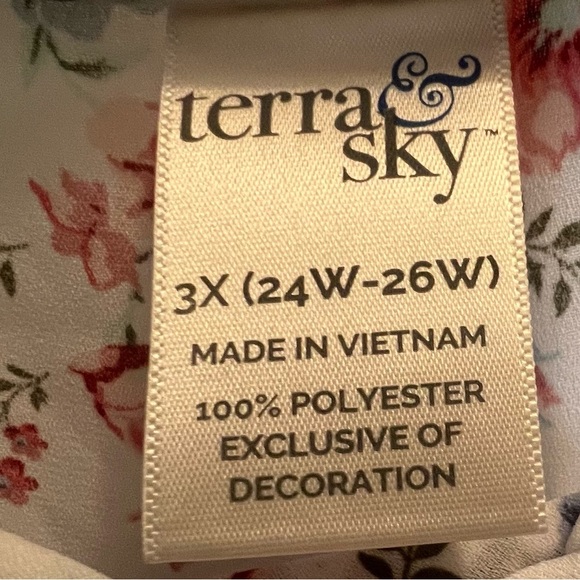 terra &
sky™
3X (24W-26W)
MADE IN VIETNAM
100% POLYESTER
EXCLUSIVE OF
DECORATION